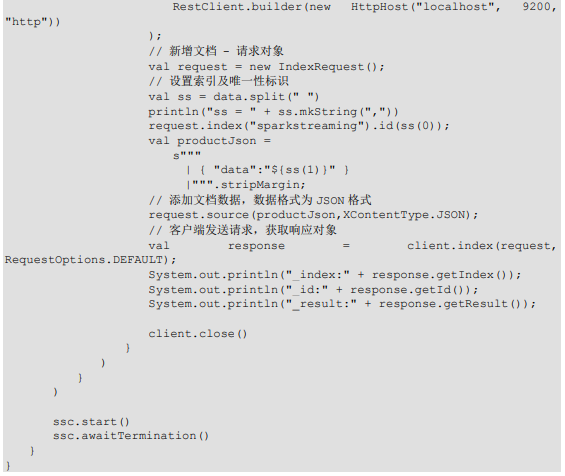 RestClient.builder(new HttpHost("localhost", 9200,
"http"))
);
// 新增文档 - 请求对象
val request = new IndexRequest();
// 设置索引及唯一性标识
val ss = data.split(" ")
println("ss = " + ss.mkString(","))
request.index("sparkstreaming").id(ss(0));
val productJson =
s"""
| { "data":"${ss(1)}" }
|""".stripMargin;
// 添加文档数据，数据格式为 JSON 格式
request.source(productJson,XContentType.JSON);
// 客户端发送请求，获取响应对象
val response = client.index(request,
RequestOptions.DEFAULT);
System.out.println("_index:" + response.getIndex());
System.out.println("_id:" + response.getId());
System.out.println("_result:" + response.getResult());
client.close()
}
)
}
)
ssc.start()
ssc.awaitTermination()
}
}